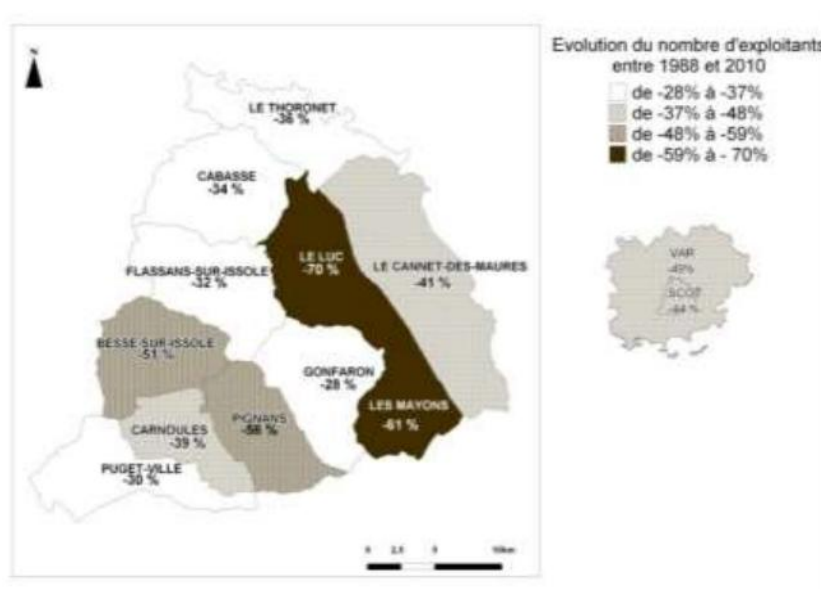 Evolution du nombre d'exploitants
entre 1988 et 2010
de -28% à -37%
de -37% à -48%
de -48% à -59%
de -59% à - 70%
N
LE THORONET
-36 %
CABASSE
-34 %
LE LUC
-70 %
LE CANNET-DES-MAURES
-41 %
FLASSANS-SUR-ISSOLE
-32 %
BESSE-SUR-ISSOLE
-51 %
GONFARON
-28 %
LES MAYONS
-61 %
PIGNANS
-56 %
CARNOULES
-39 %
PUGET-VILLE
-30 %
VAR
SCOT
-44 %
0 2,5 5 10km